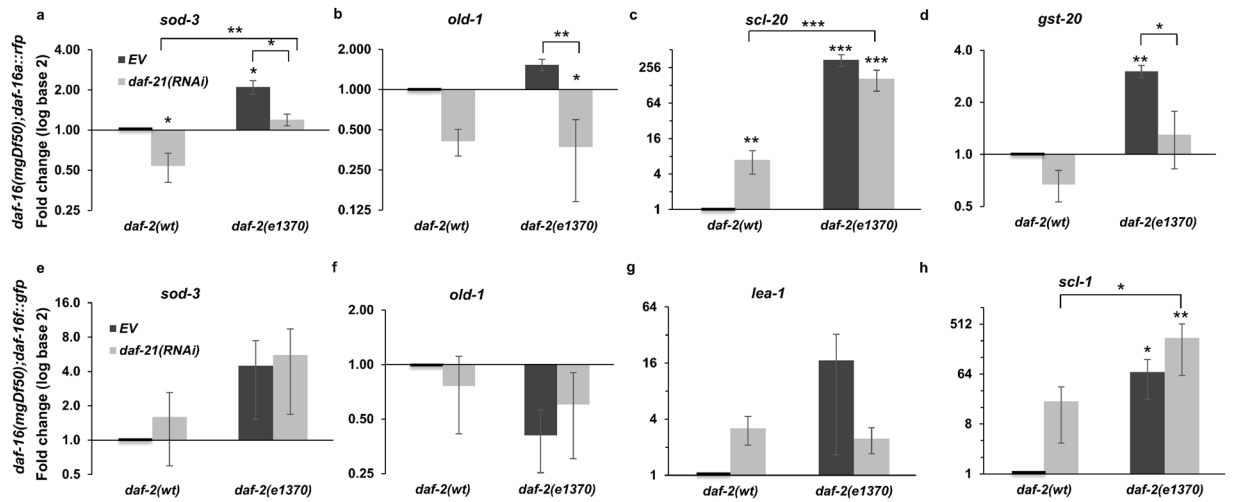 a
sod-3
daf-16(mgDf50);daf-16a::rfp
Fold change (log base 2)
4.00
2.00
1.00
0.50
0.25
EV
daf-21(RNAi)
**
*
*
*
daf-2(wt)
daf-2(e1370)
b
old-1
2.000
1.000
0.500
0.250
0.125
**
*
daf-2(wt)
daf-2(e1370)
c
scl-20
256
64
16
4
1
***
***
***
**
daf-2(wt)
daf-2(e1370)
d
gst-20
4.0
2.0
1.0
0.5
*
**
daf-2(wt)
daf-2(e1370)
e
sod-3
daf-16(mgDf50);daf-16f::gfp
Fold change (log base 2)
16.0
8.0
4.0
2.0
1.0
0.5
EV
daf-21(RNAi)
daf-2(wt)
daf-2(e1370)
f
old-1
2.00
1.00
0.50
0.25
daf-2(wt)
daf-2(e1370)
g
lea-1
64
16
4
1
daf-2(wt)
daf-2(e1370)
h
scl-1
512
64
8
1
*
**
*
daf-2(wt)
daf-2(e1370)